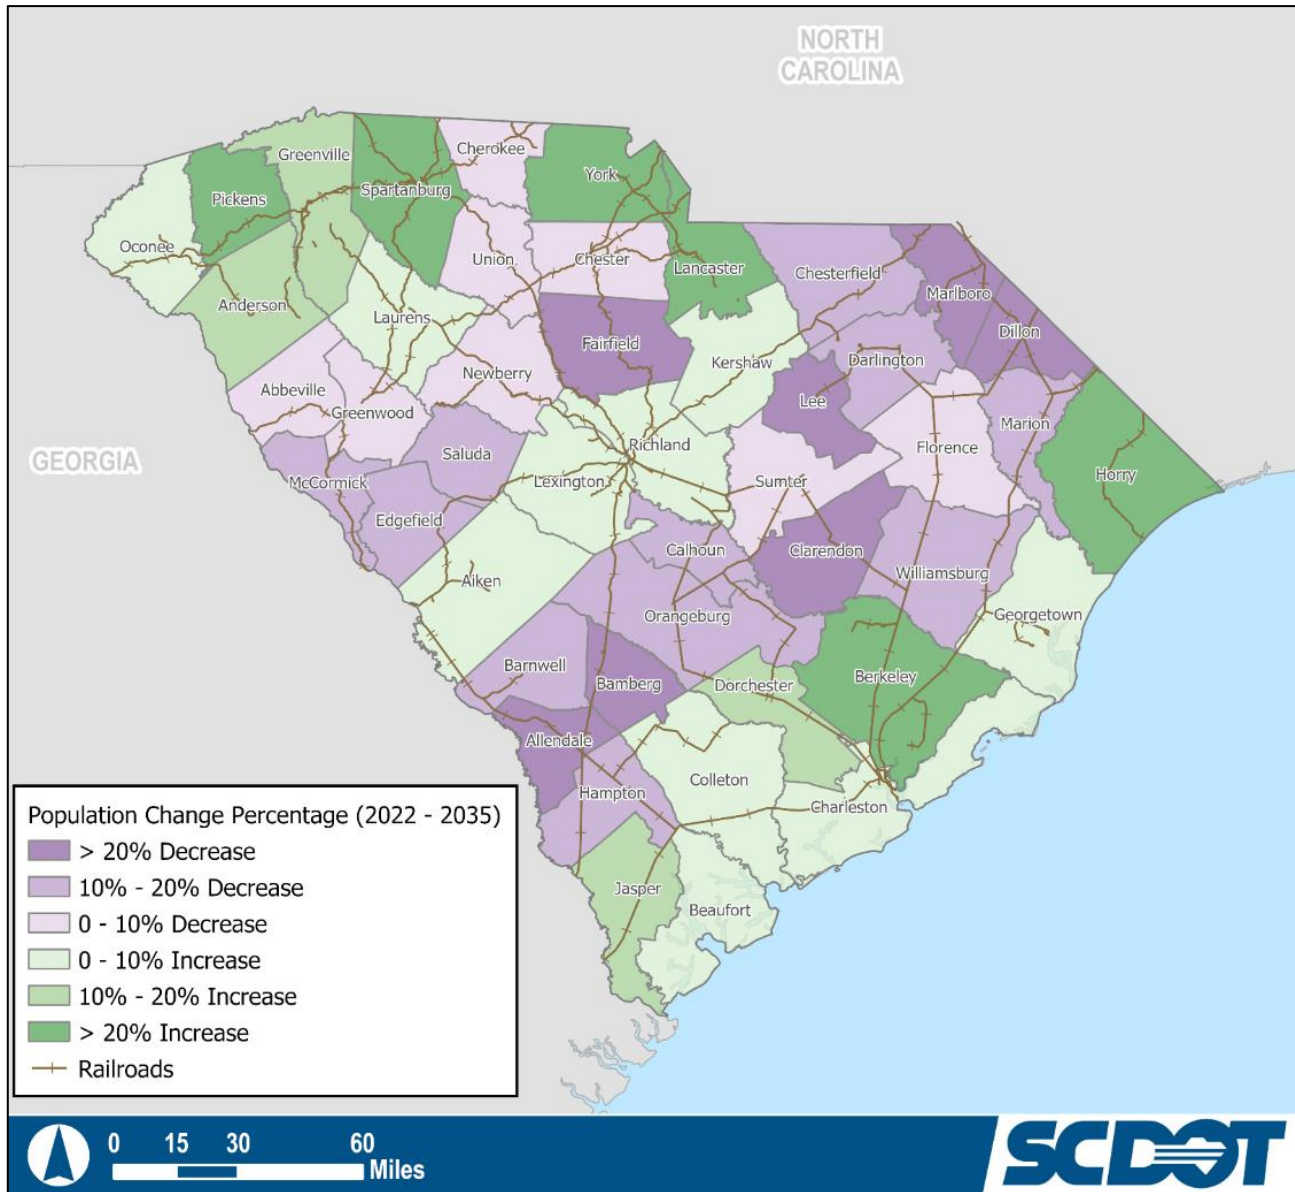 NORTH
CAROLINA
Cherokee
Greenville
York
Spartanburg
Pickens
Oconee
Union
Chester
Lancaster
Chesterfield
Marlboro
Anderson
Laurens
Dillon
Fairfield
Kershaw
Darlington
Newberry
Abbeville
Lee
Greenwood
Marion
Richland
Florence
Saluda
GEORGIA
Horry
McCormick
Lexington
Sumter
Edgefield
Calhoun
Clarendon
Williamsburg
Aiken
Orangeburg
Georgetown
Barnwell
Bamberg
Dorchester
Berkeley
Allendale
Colleton
Hampton
Charleston
Jasper
Beaufort
Population Change Percentage (2022 - 2035)
> 20% Decrease
10% - 20% Decrease
0 - 10% Decrease
0 - 10% Increase
10% - 20% Increase
> 20% Increase
Railroads
0 15 30 60
Miles
SCDOT